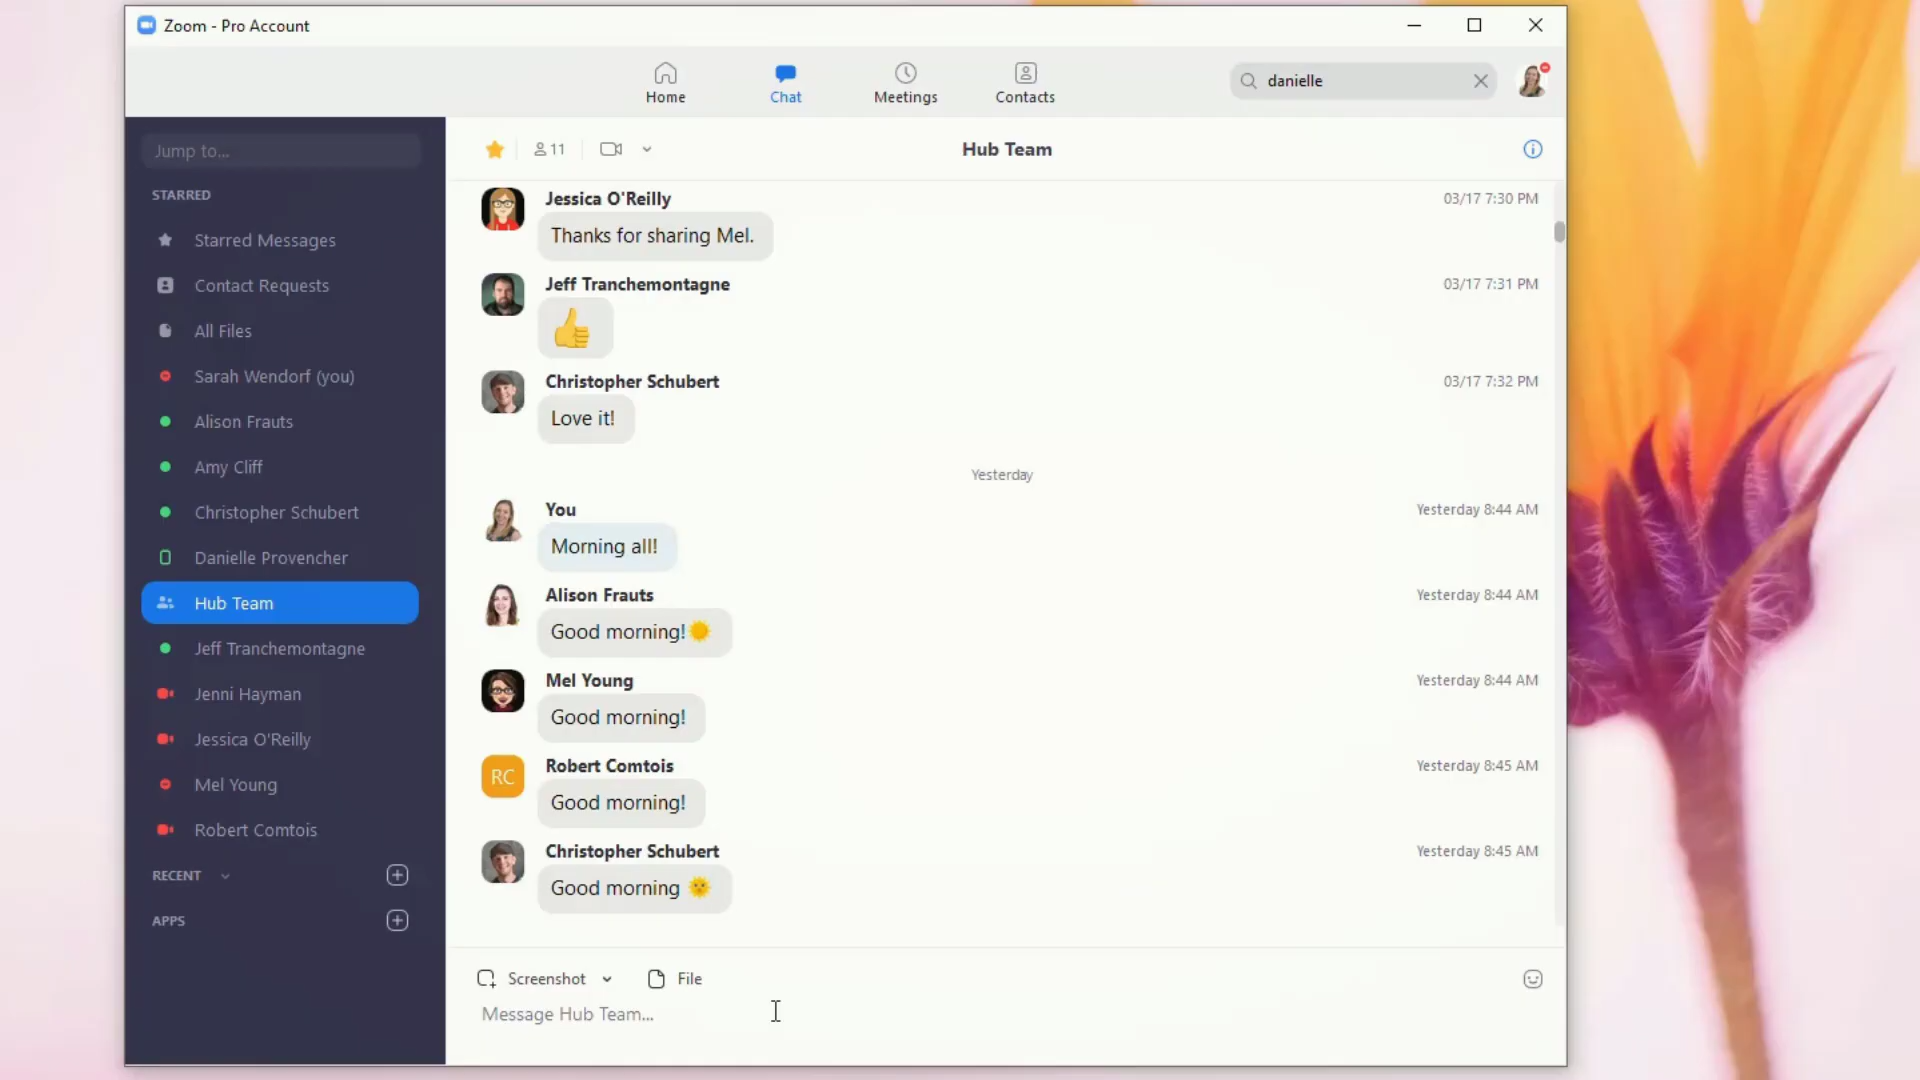 Zoom - Pro Account
Home
Chat
Meetings
Contacts
danielle
Jump to...
STARRED
Starred Messages
Contact Requests
All Files
Sarah Wendorf (you)
Alison Frauts
Amy Cliff
Christopher Schubert
Danielle Provencher
Hub Team
Jeff Tranchemontagne
Jenni Hayman
Jessica O'Reilly
Mel Young
Robert Comtois
RECENT
APPS
11
Hub Team
Jessica O'Reilly 03/17 7:30 PM
Thanks for sharing Mel.
Jeff Tranchemontagne 03/17 7:31 PM
👍
Christopher Schubert 03/17 7:32 PM
Love it!
Yesterday
You Yesterday 8:44 AM
Morning all!
Alison Frauts Yesterday 8:44 AM
Good morning!☀️
Mel Young Yesterday 8:44 AM
Good morning!
RC Robert Comtois Yesterday 8:45 AM
Good morning!
Christopher Schubert Yesterday 8:45 AM
Good morning 🌞
Screenshot File
Message Hub Team...